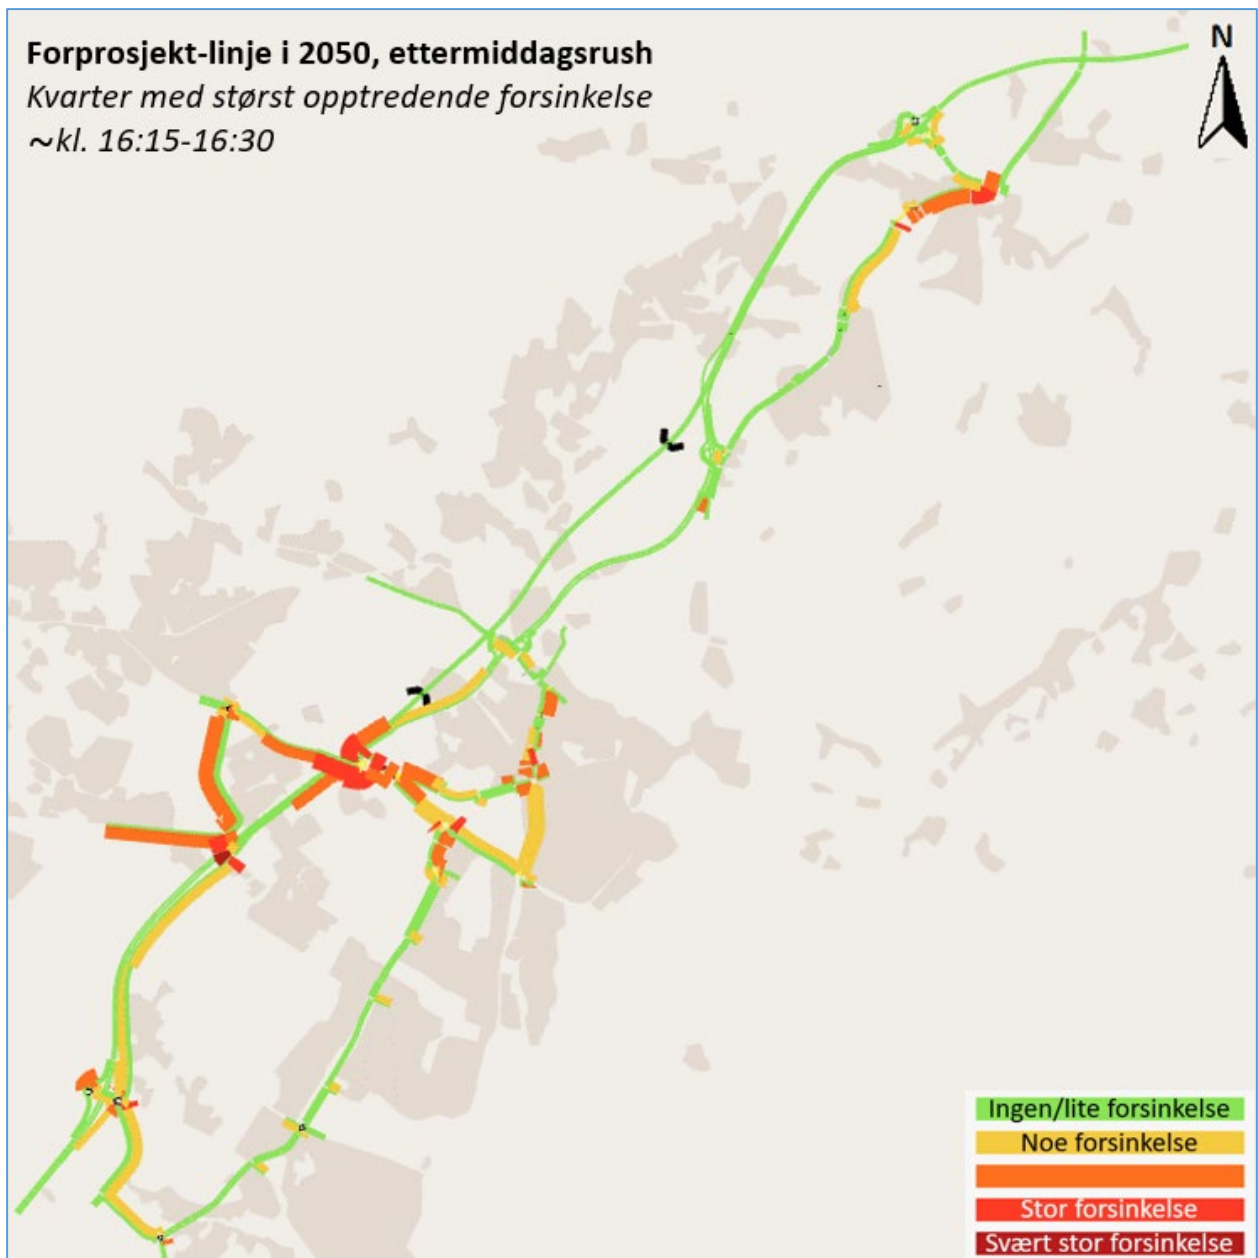 Forprosjekt-linje i 2050, ettermiddagsrush
Kvarter med størst opptredende forsinkelse
~kl. 16:15-16:30
N
Ingen/lite forsinkelse
Noe forsinkelse
Stor forsinkelse
Svært stor forsinkelse